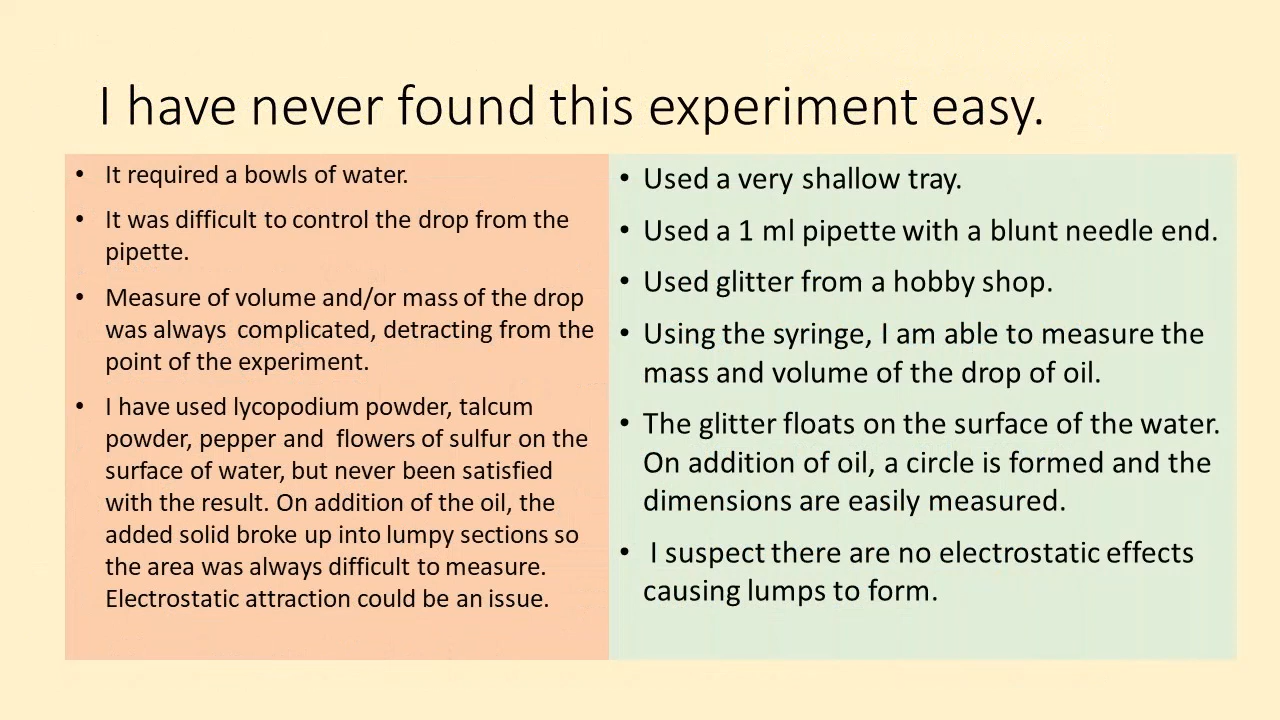 I have never found this experiment easy.
• It required a bowls of water.
• It was difficult to control the drop from the
pipette.
• Measure of volume and/or mass of the drop
was always complicated, detracting from the
point of the experiment.
• I have used lycopodium powder, talcum
powder, pepper and flowers of sulfur on the
surface of water, but never been satisfied
with the result. On addition of the oil, the
added solid broke up into lumpy sections so
the area was always difficult to measure.
Electrostatic attraction could be an issue.
• Used a very shallow tray.
• Used a 1 ml pipette with a blunt needle end.
• Used glitter from a hobby shop.
• Using the syringe, I am able to measure the
mass and volume of the drop of oil.
• The glitter floats on the surface of the water.
On addition of oil, a circle is formed and the
dimensions are easily measured.
• I suspect there are no electrostatic effects
causing lumps to form.